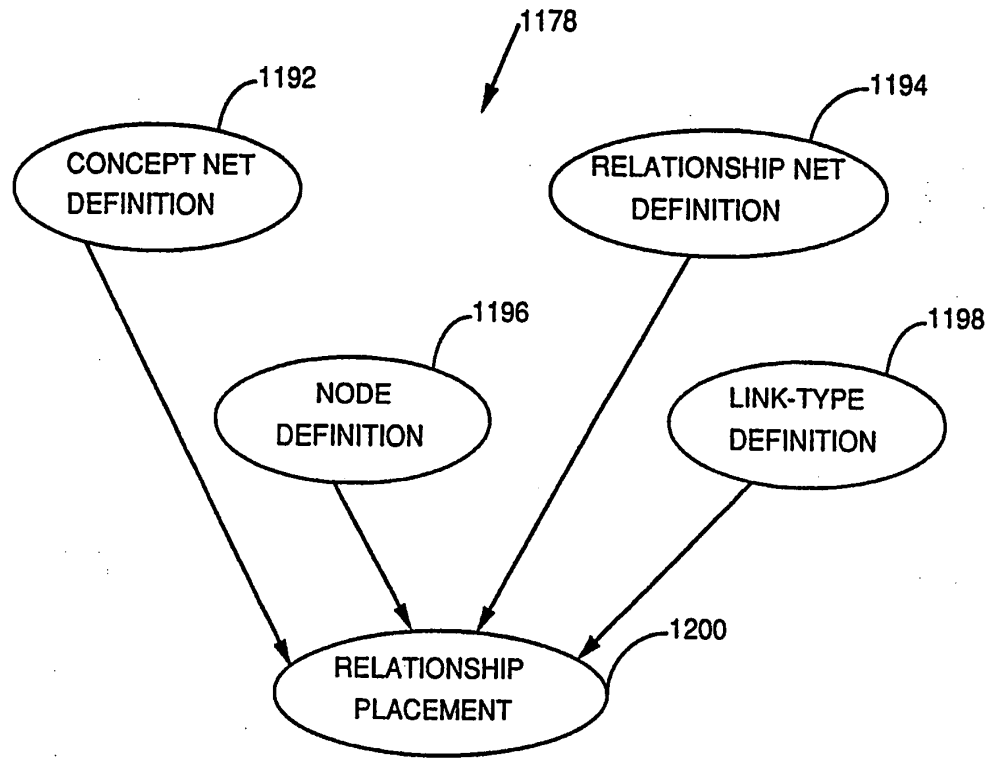 1178
1192
CONCEPT NET
DEFINITION
1194
RELATIONSHIP NET
DEFINITION
1196
NODE
DEFINITION
1198
LINK-TYPE
DEFINITION
1200
RELATIONSHIP
PLACEMENT